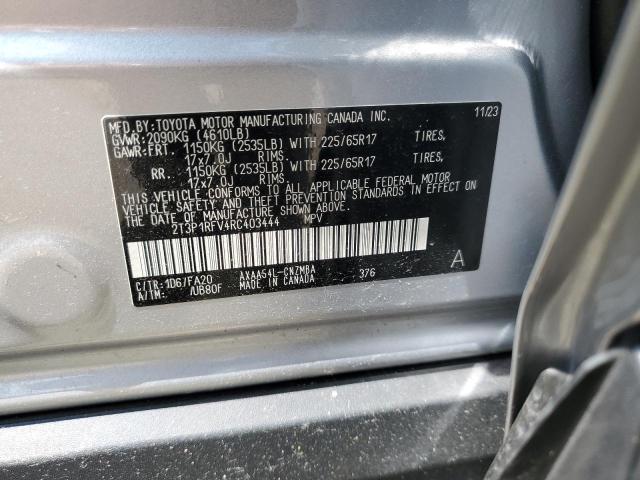 MFD.BY:TOYOTA MOTOR MANUFACTURING CANADA INC. 11/23
GVWR:2090KG (4610LB)
GAWR:FRT 1150KG (2535LB) WITH 225/65R17 TIRES,
17x7.0J RIMS.
RR 1150KG (2535LB) WITH 225/65R17 TIRES,
17x7.0J RIMS.
THIS VEHICLE CONFORMS TO ALL APPLICABLE FEDERAL MOTOR
VEHICLE SAFETY AND THEFT PREVENTION STANDARDS IN EFFECT
ON THE DATE OF MANUFACTURE SHOWN ABOVE.
2T3P1RFV4RC403444 MPV
C/TR:1D6/FA20 AXAA54L-CNZMBA 376 A
A/TM: /UB80F MADE IN CANADA